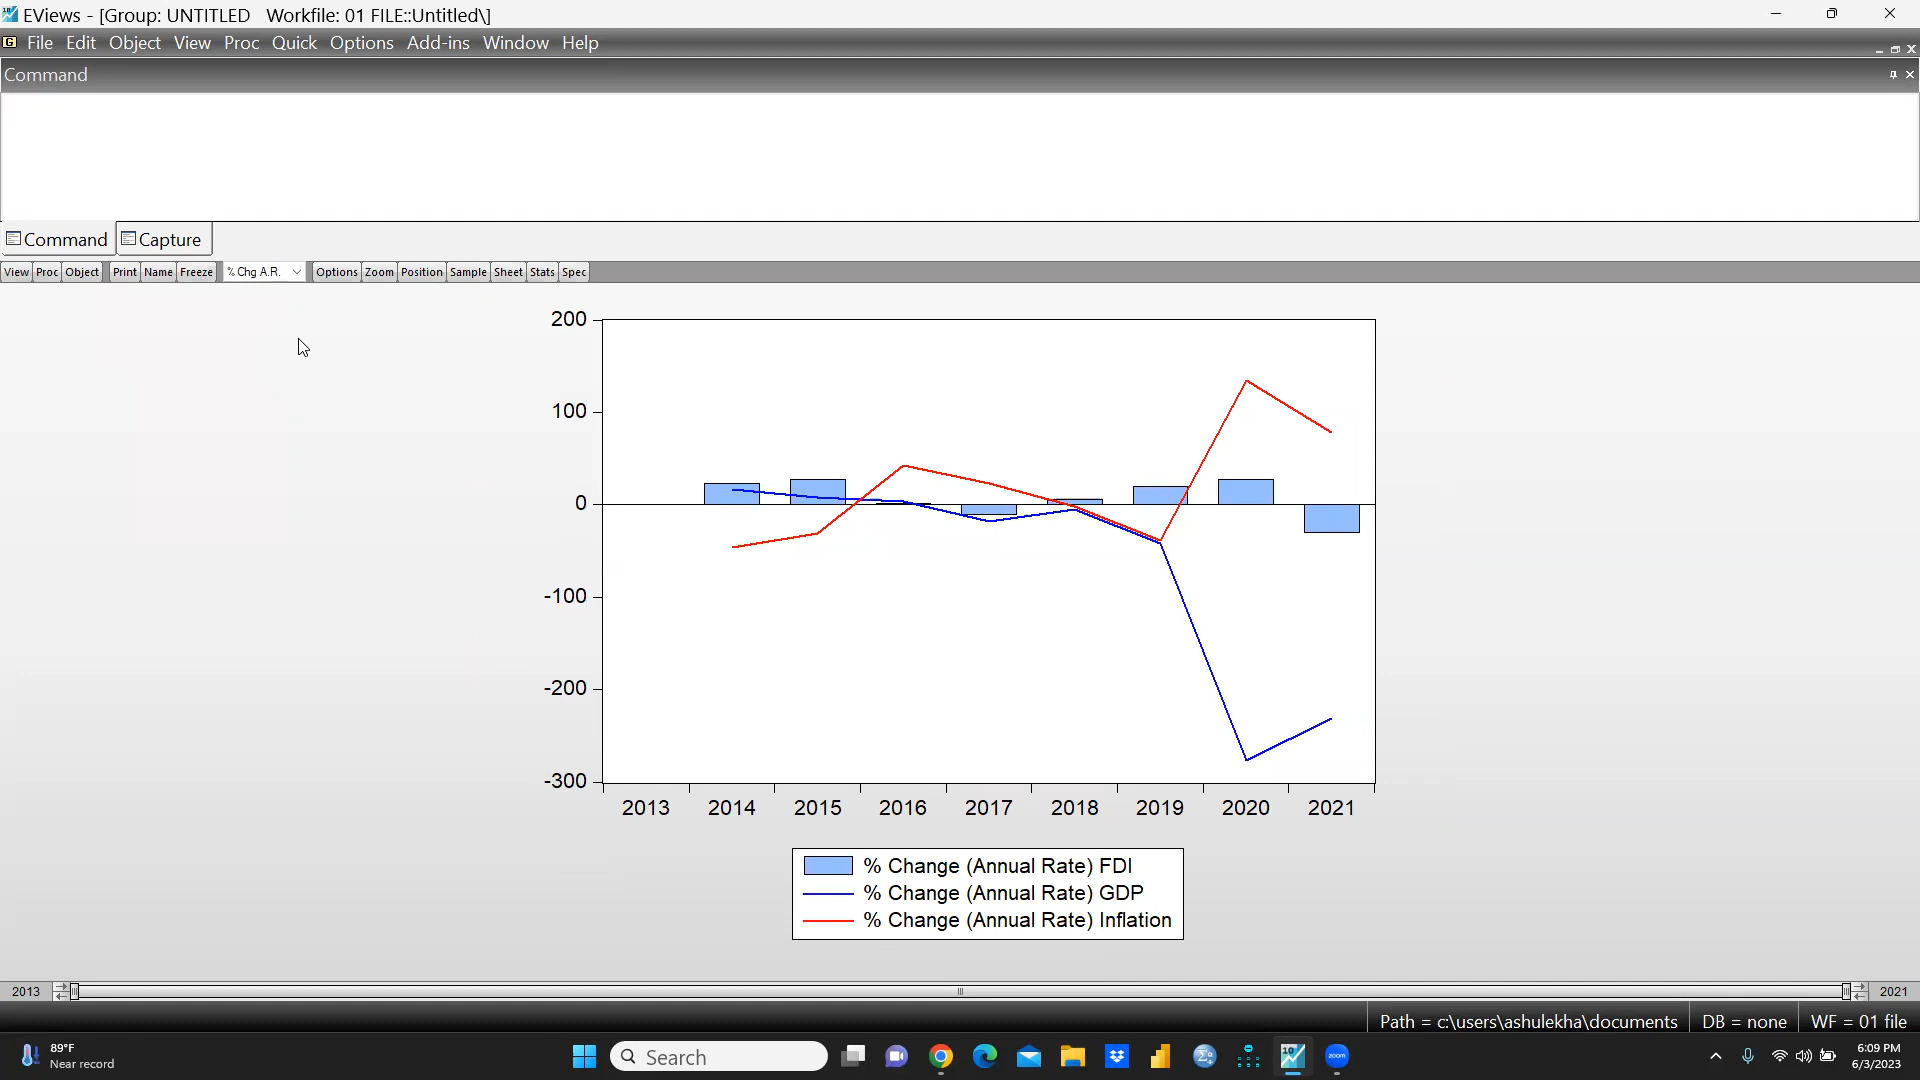 EViews - [Group: UNTITLED   Workfile: 01 FILE::Untitled\]
File Edit Object View Proc Quick Options Add-ins Window Help
Command
Command Capture
View Proc Object Print Name Freeze % Chg A.R. Options Zoom Position Sample Sheet Stats Spec
200
100
0
-100
-200
-300
2013 2014 2015 2016 2017 2018 2019 2020 2021
% Change (Annual Rate) FDI
% Change (Annual Rate) GDP
% Change (Annual Rate) Inflation
2013 2021
Path = c:\users\ashulekha\documents DB = none WF = 01 file
89°F
Near record
Search
zoom
6:09 PM
6/3/2023